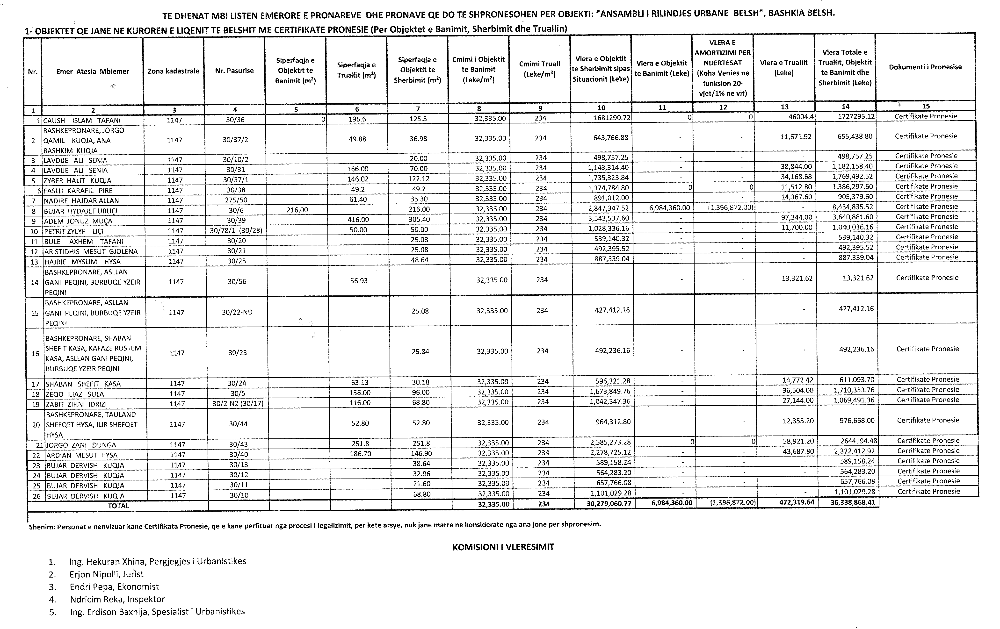 TE DHENAT MBI LISTEN EMERORE E PRONAREVE DHE PRONAVE QE DO TE SHPRONESOHEN PER OBJEKTI: "ANSAMBLI I RILINDJES URBANE BELSH", BASHKIA BELSH.
1- OBJEKTET QE JANE NE KUROREN E LIQENIT TE BELSHIT ME CERTIFIKATE PRONESIE (Per Objektet e Banimit, Sherbimit dhe Truallin)
Nr. | Emer Atesia Mbiemer | Zona kadastrale | Nr. Pasurise | Siperfaqja e Objektit te Banimit (m²) | Siperfaqja e Truallit (m²) | Siperfaqja e Objektit te Sherbimit (m²) | Cmimi i Objektit te Banimit (Leke/m²) | Cmimi Truall (Leke/m²) | Vlera e Objektit te Sherbimit sipas Situacionit (Leke) | Vlera e Objektit te Banimit (Leke) | VLERA E AMORTIZIMI PER NDERTESAT (Koha Venies ne funksion 20-vjet/1% ne vit) | Vlera e Truallit (Leke) | Vlera Totale e Truallit, Objektit te Banimit dhe Sherbimit (Leke) | Dokumenti i Pronesise
1 | 2 | 3 | 4 | 5 | 6 | 7 | 8 | 9 | 10 | 11 | 12 | 13 | 14 | 15
1 | CAUSH ISLAM TAFANI | 1147 | 30/36 | 0 | 196.6 | 125.5 | 32,335.00 | 234 | 1681290.72 | 0 | 0 | 46004.4 | 1727295.12 | Certifikate Pronesie
2 | BASHKEPRONARE, JORGO QAMIL KUQJA, ANA BASHKIM KUQJA | 1147 | 30/37/2 | | 49.88 | 36.98 | 32,335.00 | 234 | 643,766.88 | - | - | 11,671.92 | 655,438.80 | Certifikate Pronesie
3 | LAVDIJE ALI SENIA | 1147 | 30/10/2 | | | 20.00 | 32,335.00 | 234 | 498,757.25 | - | - | - | 498,757.25 | Certifikate Pronesie
4 | LAVDIJE ALI SENIA | 1147 | 30/31 | | 166.00 | 70.00 | 32,335.00 | 234 | 1,143,314.40 | - | - | 38,844.00 | 1,182,158.40 | Certifikate Pronesie
5 | ZYBER HALIT KUQJA | 1147 | 30/37/1 | | 146.02 | 122.12 | 32,335.00 | 234 | 1,735,323.84 | - | - | 34,168.68 | 1,769,492.52 | Certifikate Pronesie
6 | FASLLI KARAFIL PIRE | 1147 | 30/38 | | 49.2 | 49.2 | 32,335.00 | 234 | 1,374,784.80 | 0 | 0 | 11,512.80 | 1,386,297.60 | Certifikate Pronesie
7 | NADIRE HAJDAR ALLANI | 1147 | 275/50 | | 61.40 | 35.30 | 32,335.00 | 234 | 891,012.00 | - | - | 14,367.60 | 905,379.60 | Certifikate Pronesie
8 | BUJAR HYDAJET URUÇI | 1147 | 30/6 | 216.00 | | 216.00 | 32,335.00 | 234 | 2,847,347.52 | 6,984,360.00 | (1,396,872.00) | - | 8,434,835.52 | Certifikate Pronesie
9 | ADEM JONUZ MUÇA | 1147 | 30/39 | | 416.00 | 305.40 | 32,335.00 | 234 | 3,543,537.60 | - | - | 97,344.00 | 3,640,881.60 | Certifikate Pronesie
10 | PETRIT ZYLYF LIÇI | 1147 | 30/78/1 (30/28) | | 50.00 | 50.00 | 32,335.00 | 234 | 1,028,336.16 | - | - | 11,700.00 | 1,040,036.16 | Certifikate Pronesie
11 | BULE AXHEM TAFANI | 1147 | 30/20 | | | 25.08 | 32,335.00 | 234 | 539,140.32 | - | - | - | 539,140.32 | Certifikate Pronesie
12 | ARISTIDHIS MESUT GJOLENA | 1147 | 30/21 | | | 25.08 | 32,335.00 | 234 | 492,395.52 | - | - | - | 492,395.52 | Certifikate Pronesie
13 | HAJRIE MYSLIM HYSA | 1147 | 30/25 | | | 48.64 | 32,335.00 | 234 | 887,339.04 | - | - | - | 887,339.04 | Certifikate Pronesie
14 | BASHKEPRONARE, ASLLAN GANI PEQINI, BURBUQE YZEIR PEQINI | 1147 | 30/56 | | 56.93 | | 32,335.00 | 234 | | - | - | 13,321.62 | 13,321.62 | Certifikate Pronesie
15 | BASHKEPRONARE, ASLLAN GANI PEQINI, BURBUQE YZEIR PEQINI | 1147 | 30/22-ND | | | 25.08 | 32,335.00 | 234 | 427,412.16 | | | - | 427,412.16
16 | BASHKEPRONARE, SHABAN SHEFIT KASA, KAFAZE RUSTEM KASA, ASLLAN GANI PEQINI, BURBUQE YZEIR PEQINI | 1147 | 30/23 | | | 25.84 | 32,335.00 | 234 | 492,236.16 | - | - | - | 492,236.16 | Certifikate Pronesie
17 | SHABAN SHEFIT KASA | 1147 | 30/24 | | 63.13 | 30.18 | 32,335.00 | 234 | 596,321.28 | - | - | 14,772.42 | 611,093.70 | Certifikate Pronesie
18 | ZEQO ILIAZ SULA | 1147 | 30/5 | | 156.00 | 96.00 | 32,335.00 | 234 | 1,673,849.76 | - | - | 36,504.00 | 1,710,353.76 | Certifikate Pronesie
19 | ZABIT ZIHNI IDRIZI | 1147 | 30/2-N2 (30/17) | | 116.00 | 68.80 | 32,335.00 | 234 | 1,042,347.36 | - | - | 27,144.00 | 1,069,491.36 | Certifikate Pronesie
20 | BASHKEPRONARE, TAULAND SHEFQET HYSA, ILIR SHEFQET HYSA | 1147 | 30/44 | | 52.80 | 52.80 | 32,335.00 | 234 | 964,312.80 | - | - | 12,355.20 | 976,668.00 | Certifikate Pronesie
21 | JORGO ZANI DUNGA | 1147 | 30/43 | | 251.8 | 251.8 | 32,335.00 | 234 | 2,585,273.28 | 0 | 0 | 58,921.20 | 2644194.48 | Certifikate Pronesie
22 | ARDIAN MESUT HYSA | 1147 | 30/40 | | 186.70 | 146.90 | 32,335.00 | 234 | 2,278,725.12 | - | - | 43,687.80 | 2,322,412.92 | Certifikate Pronesie
23 | BUJAR DERVISH KUQJA | 1147 | 30/13 | | | 38.64 | 32,335.00 | 234 | 589,158.24 | - | - | - | 589,158.24 | Certifikate Pronesie
24 | BUJAR DERVISH KUQJA | 1147 | 30/12 | | | 32.96 | 32,335.00 | 234 | 564,283.20 | - | - | - | 564,283.20 | Certifikate Pronesie
25 | BUJAR DERVISH KUQJA | 1147 | 30/11 | | | 21.60 | 32,335.00 | 234 | 657,766.08 | - | - | - | 657,766.08 | Certifikate Pronesie
26 | BUJAR DERVISH KUQJA | 1147 | 30/10 | | | 68.80 | 32,335.00 | 234 | 1,101,029.28 | - | - | - | 1,101,029.28 | Certifikate Pronesie
TOTAL | | | | | 32,335.00 | 234 | 30,279,060.77 | 6,984,360.00 | (1,396,872.00) | 472,319.64 | 36,338,868.41
Shenim: Personat e nenvizuar kane Certifikata Pronesie, qe e kane perfituar nga procesi I legalizimit, per kete arsye, nuk jane marre ne konsiderate nga ana jone per shpronesim.
KOMISIONI I VLERESIMIT
1. Ing. Hekuran Xhina, Pergjegjes i Urbanistikes
2. Erjon Nipolli, Jurist
3. Endri Pepa, Ekonomist
4. Ndricim Reka, Inspektor
5. Ing. Erdison Baxhija, Spesialist i Urbanistikes